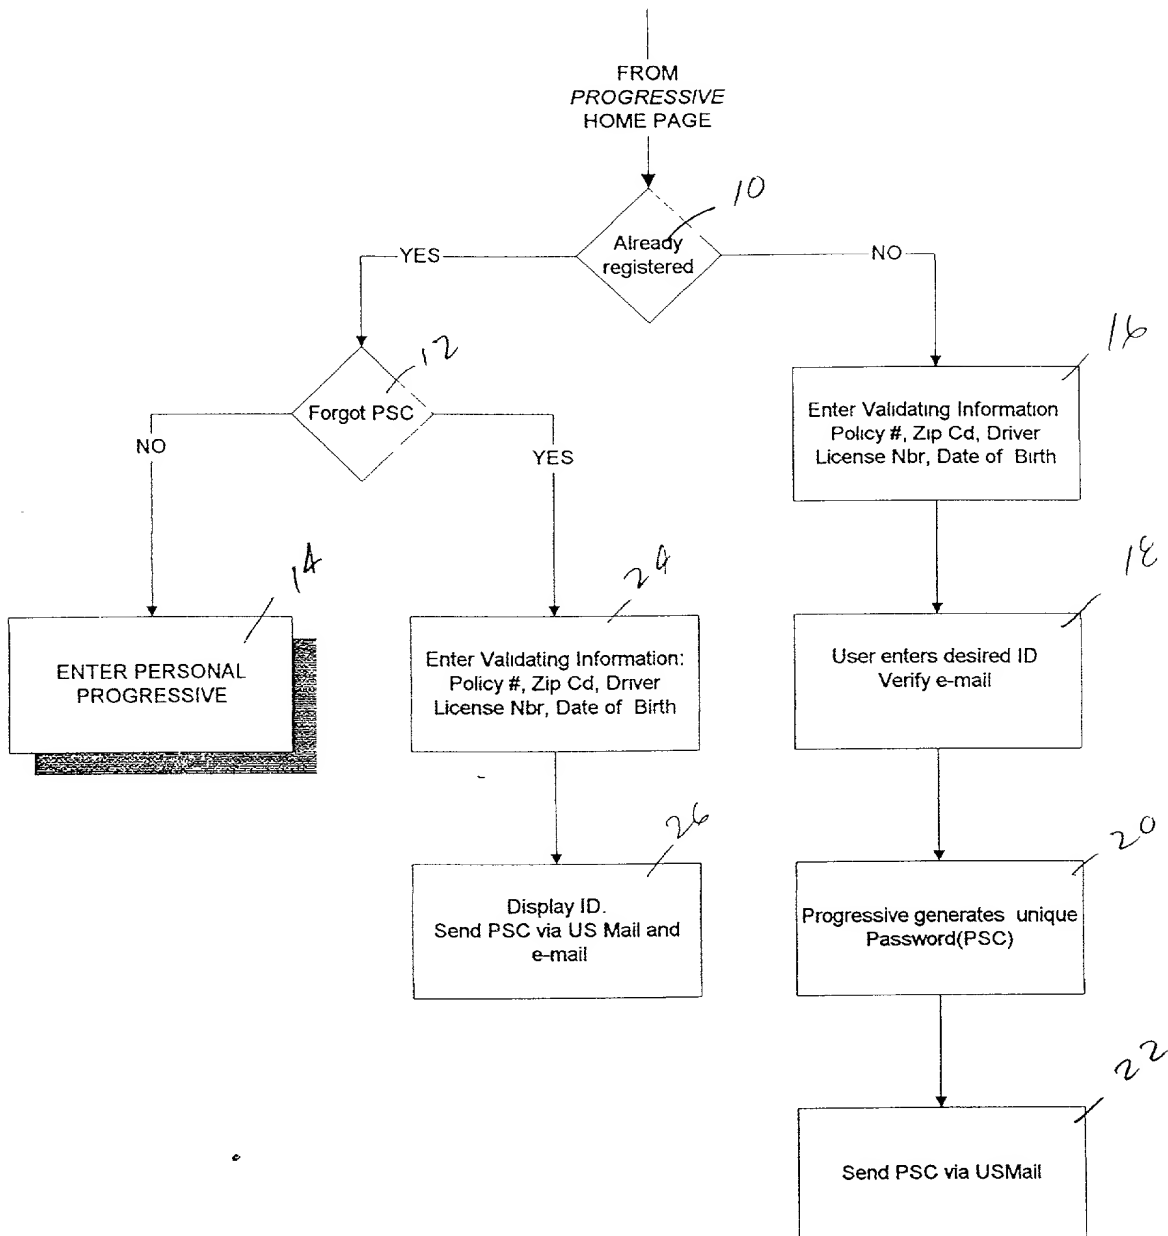 FROM
PROGRESSIVE
HOME PAGE
10
Already
registered
YES
NO
12
Forgot PSC
16
Enter Validating Information
Policy #, Zip Cd, Driver
License Nbr, Date of Birth
NO
YES
14
ENTER PERSONAL
PROGRESSIVE
24
Enter Validating Information:
Policy #, Zip Cd, Driver
License Nbr, Date of Birth
18
User enters desired ID
Verify e-mail
26
Display ID.
Send PSC via US Mail and
e-mail
20
Progressive generates unique
Password(PSC)
22
Send PSC via USMail